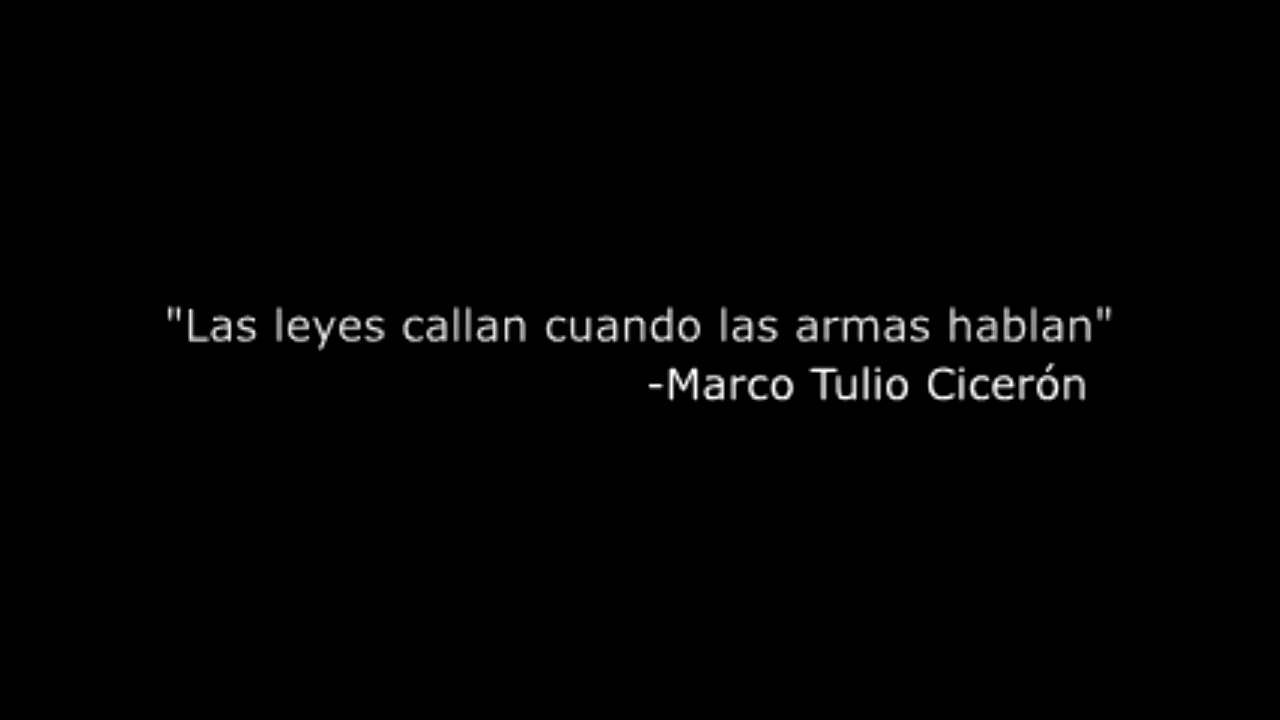 "Las leyes callan cuando las armas hablan"
-Marco Tulio Cicerón